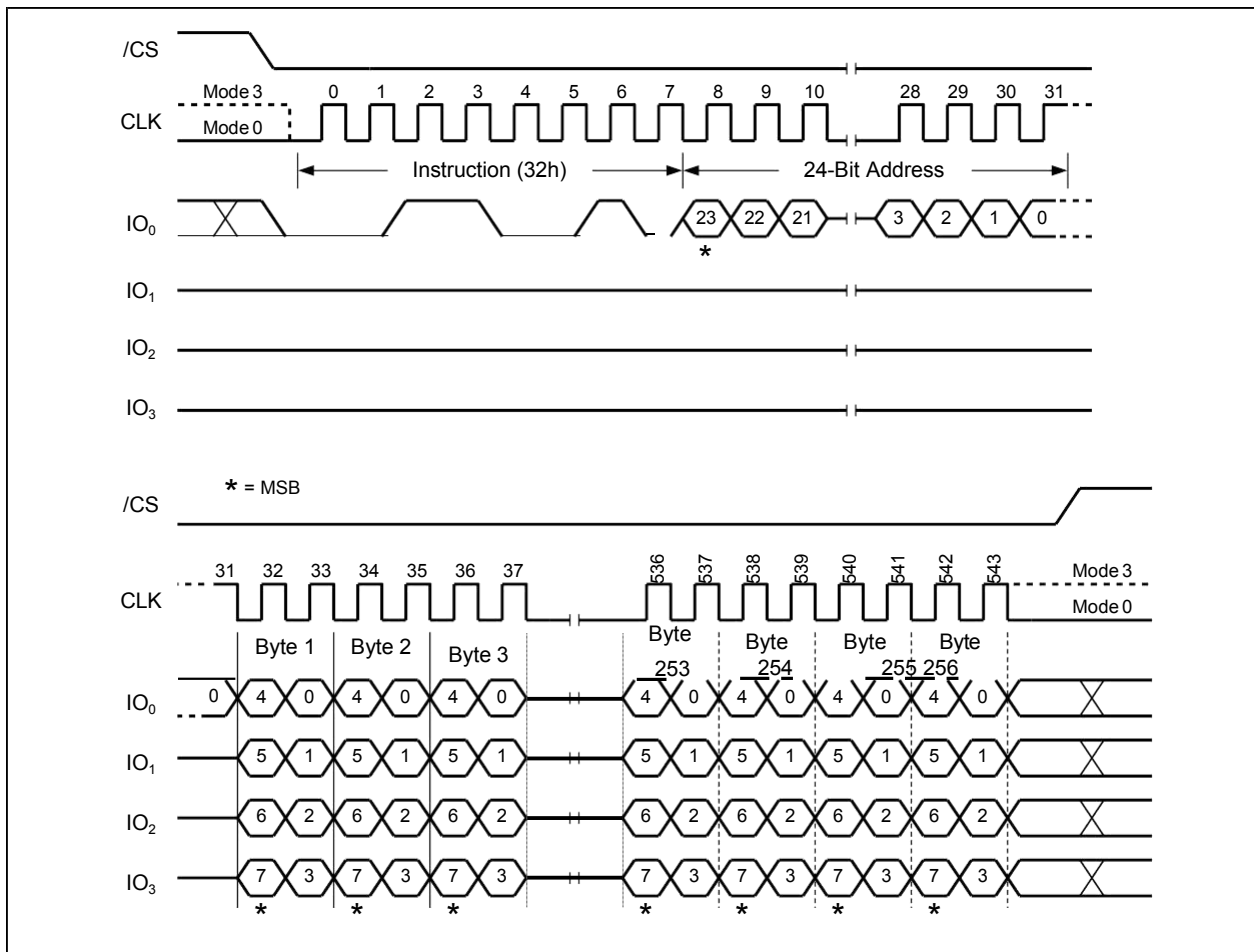 /CS
Mode 3 0 1 2 3 4 5 6 7 8 9 10 28 29 30 31
CLK
Mode 0
Instruction (32h) 24-Bit Address
IO0 23 22 21 3 2 1 0
*
IO1
IO2
IO3
* = MSB
/CS
31 32 33 34 35 36 37 536 537 538 539 540 541 542 543 Mode 3
CLK
Mode 0
Byte 1 Byte 2 Byte 3 Byte 253 Byte 254 Byte 255 Byte 256
IO0 0 4 0 4 0 4 0 4 0 4 0 4 0 4 0
IO1 5 1 5 1 5 1 5 1 5 1 5 1 5 1
IO2 6 2 6 2 6 2 6 2 6 2 6 2 6 2
IO3 7 3 7 3 7 3 7 3 7 3 7 3 7 3
* * * * * * *